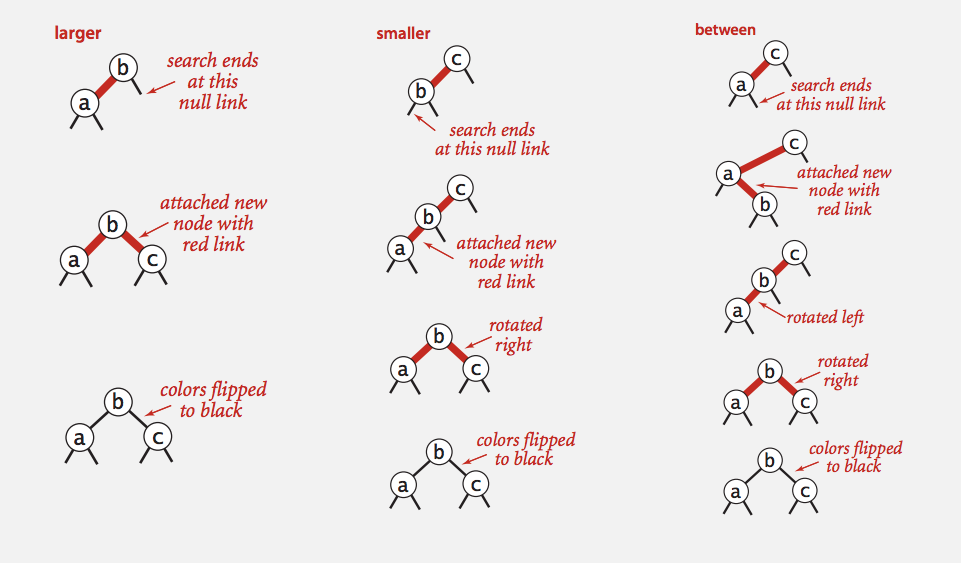 larger
b
search ends
at this
null link
a
attached new
node with
red link
b
a
c
colors flipped
to black
b
a
c
smaller
c
b
search ends
at this null link
c
b
a
attached new
node with
red link
rotated
right
b
a
c
colors flipped
to black
b
a
c
between
c
a
search ends
at this null link
c
a
attached new
node with
red link
b
c
b
a
rotated left
rotated
right
b
a
c
colors flipped
to black
b
a
c